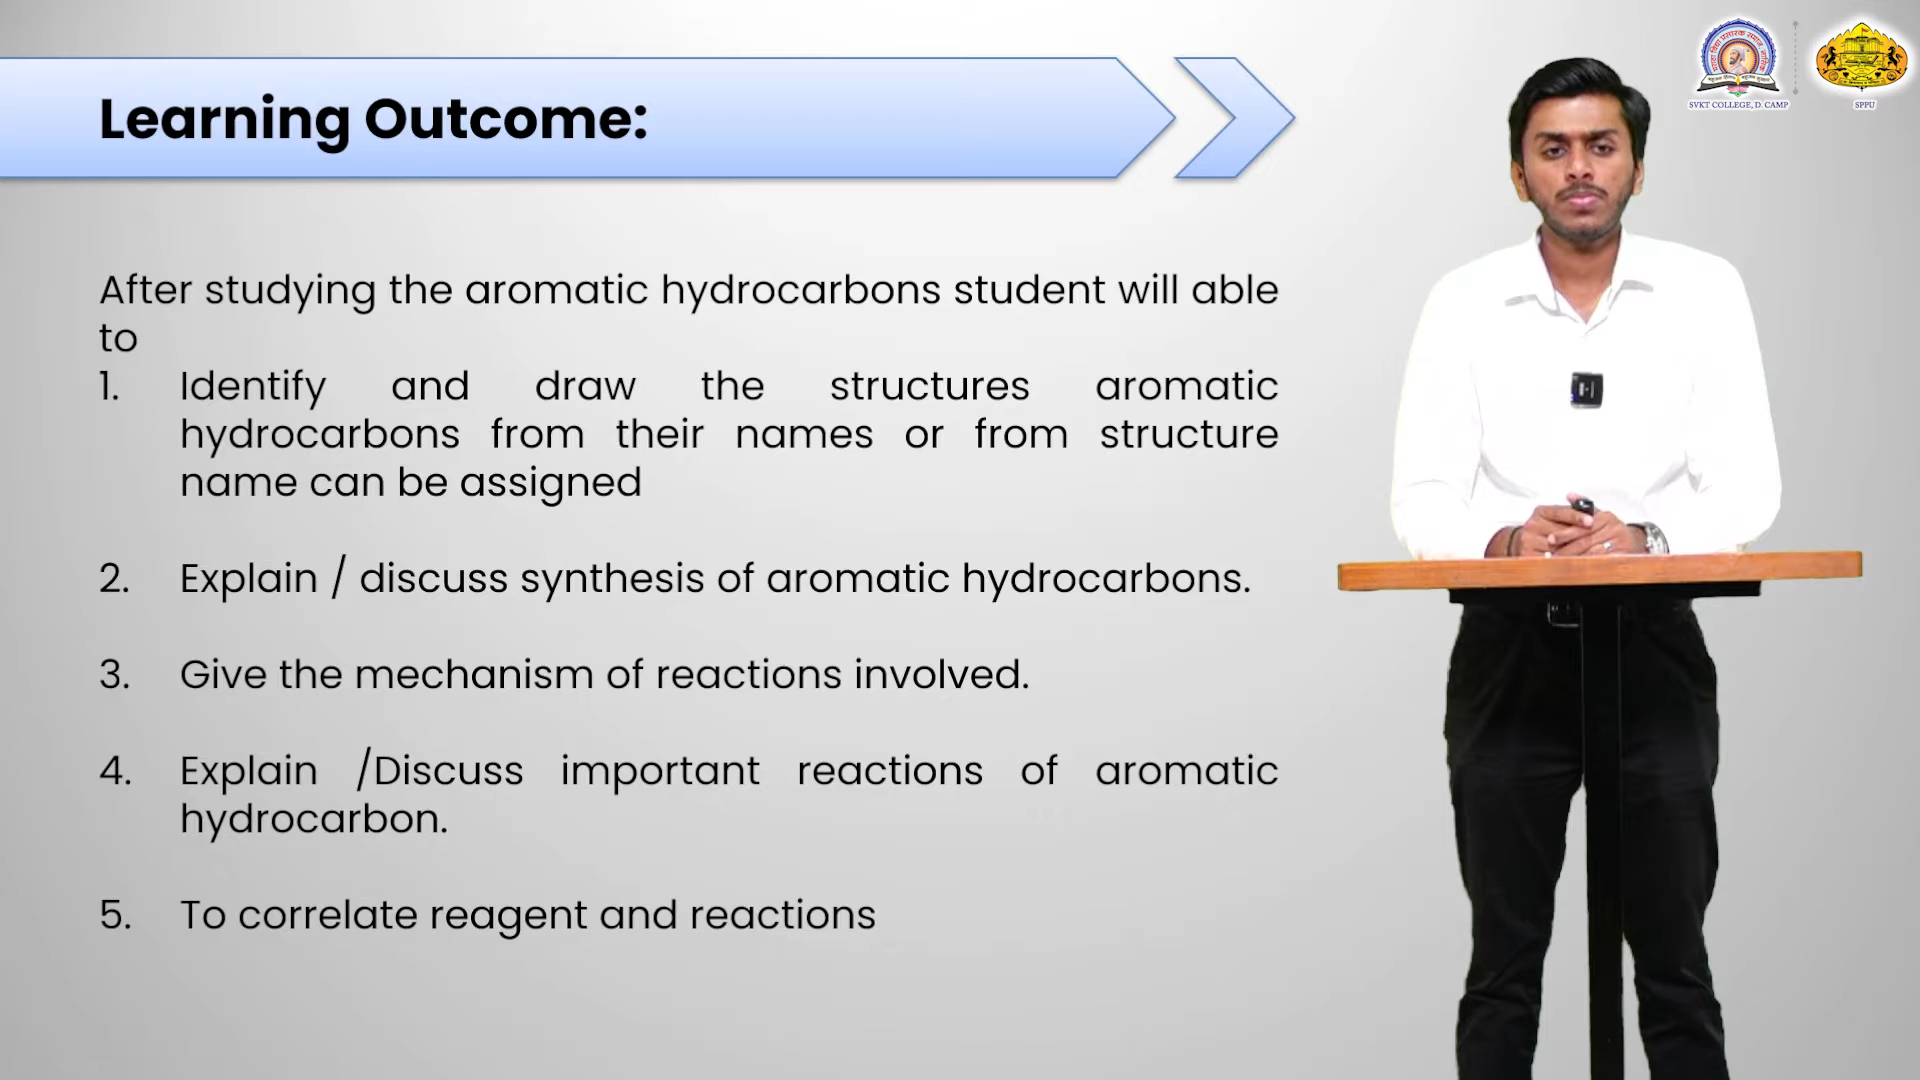 Learning Outcome:
SVKT COLLEGE, D. CAMP
SPPU
After studying the aromatic hydrocarbons student will able
to
1. Identify and draw the structures aromatic
hydrocarbons from their names or from structure
name can be assigned
2. Explain / discuss synthesis of aromatic hydrocarbons.
3. Give the mechanism of reactions involved.
4. Explain /Discuss important reactions of aromatic
hydrocarbon.
5. To correlate reagent and reactions